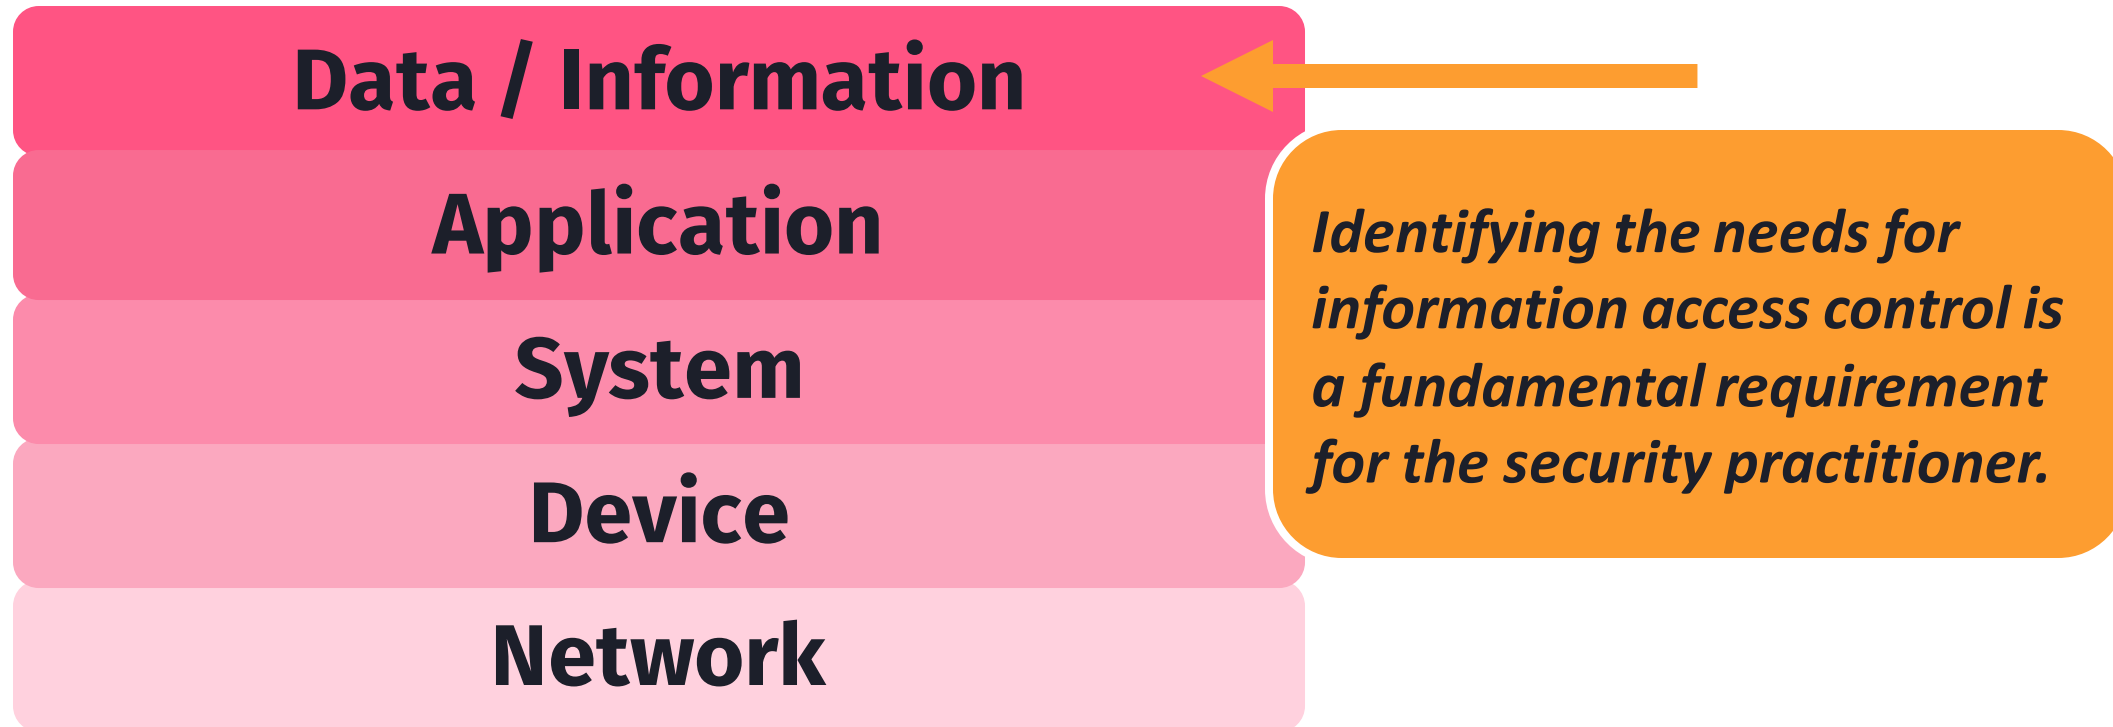 Data / Information
Application
System
Device
Network
Identifying the needs for
information access control is
a fundamental requirement
for the security practitioner.